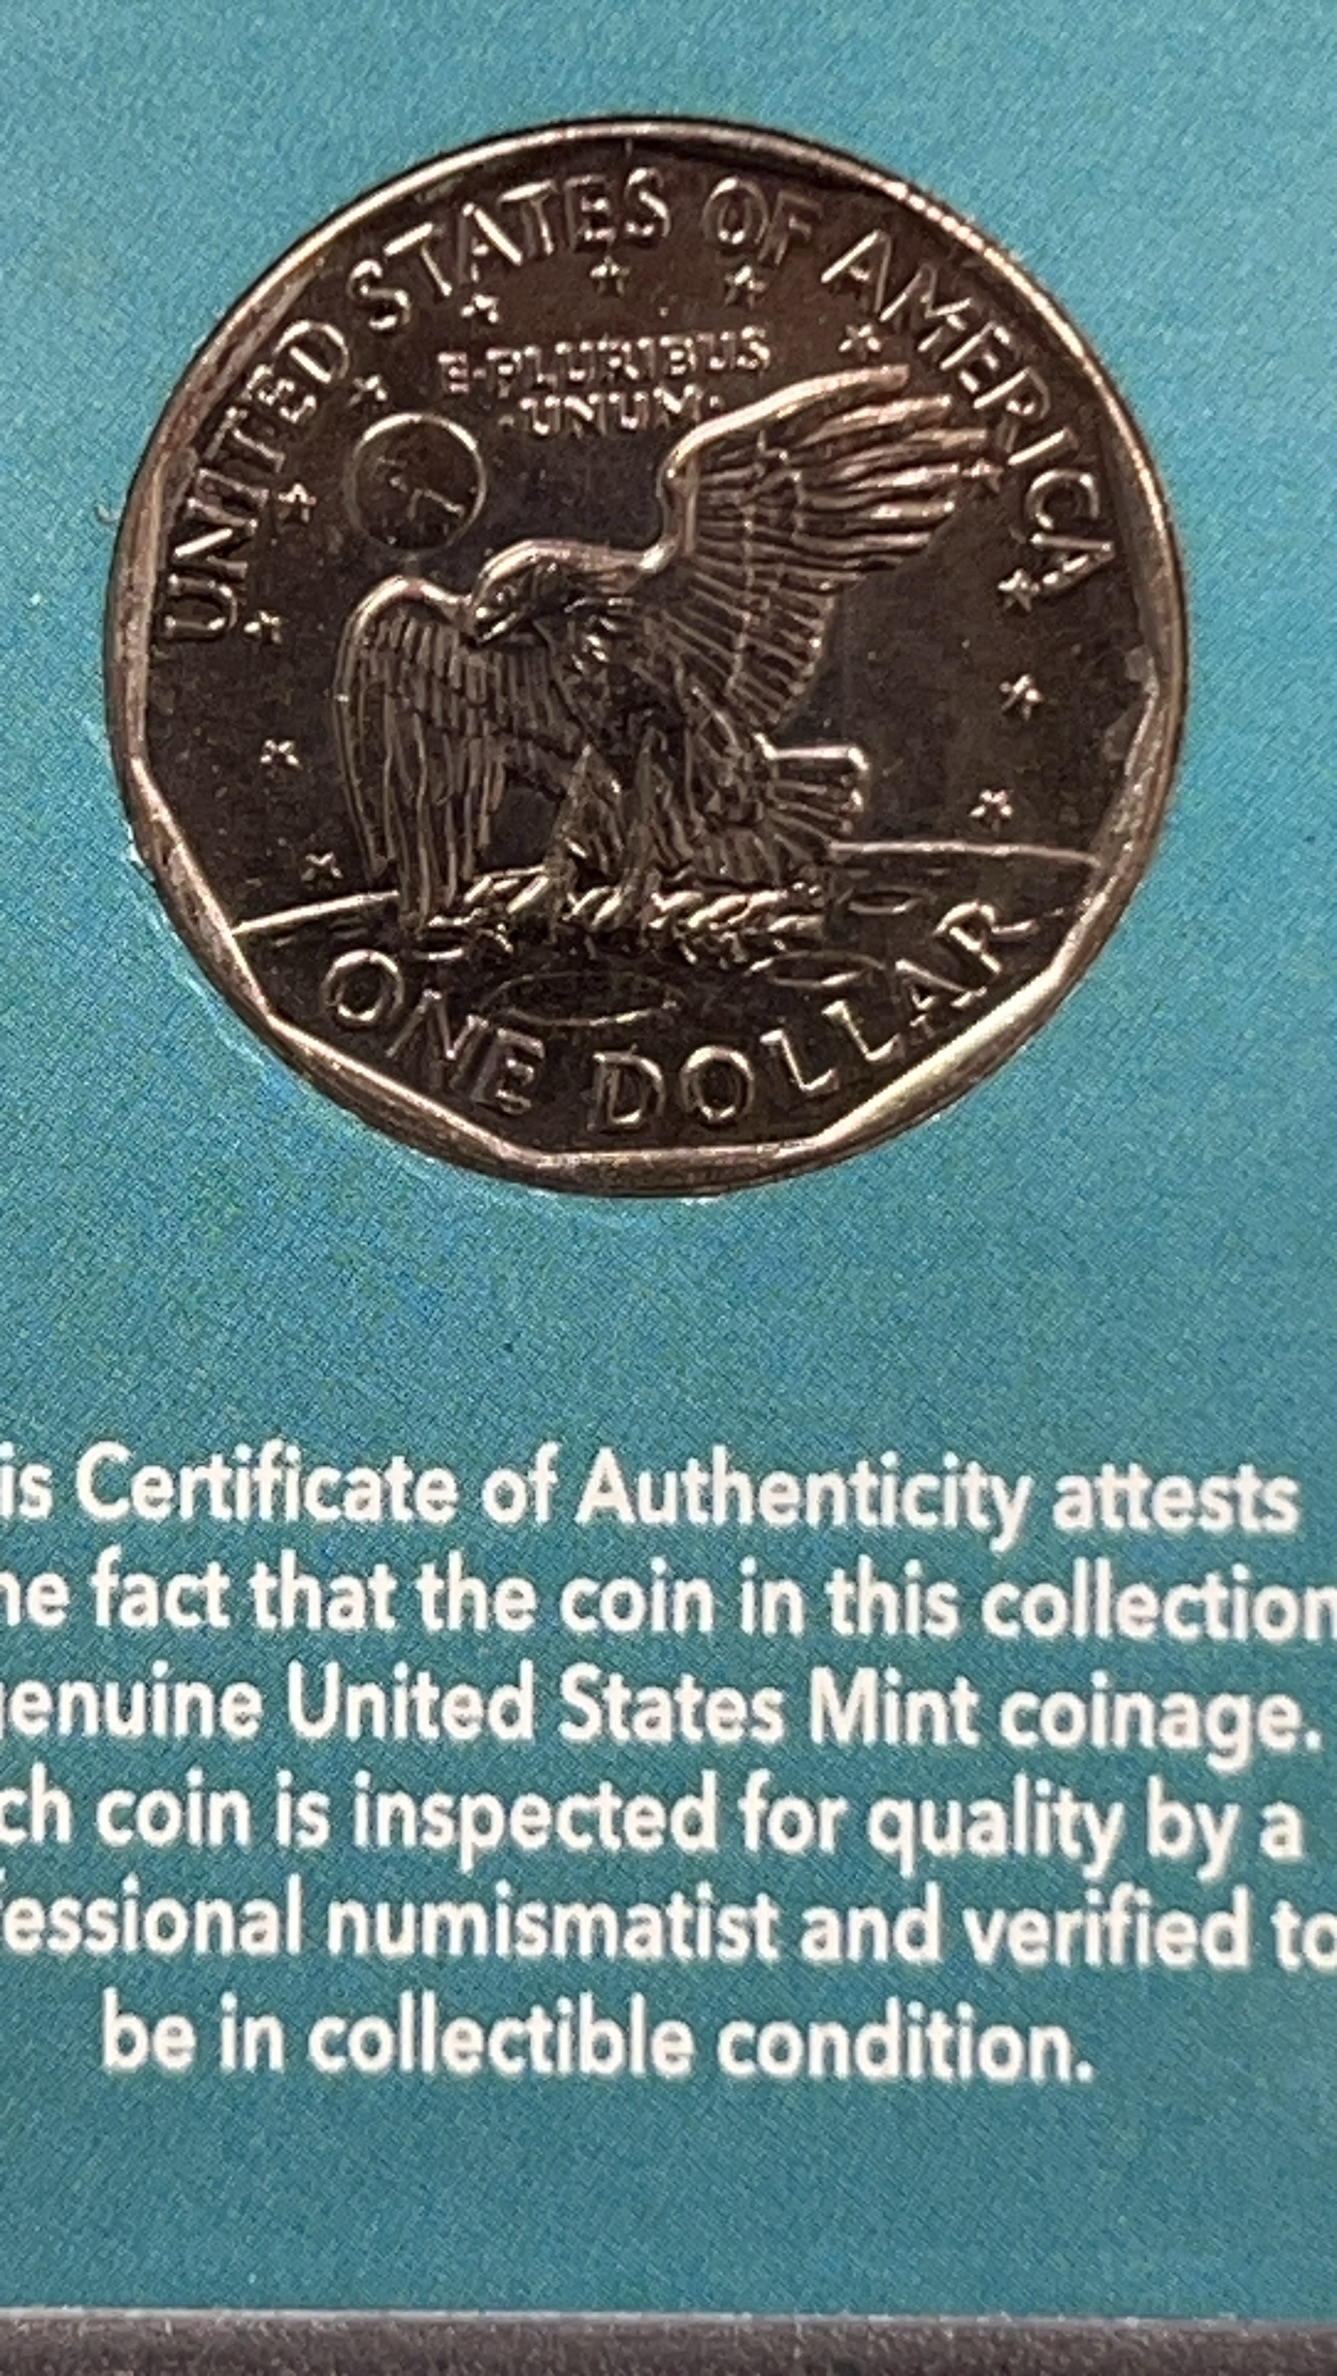 UNITED STATES OF AMERICA
E·PLURIBUS
·UNUM·
ONE DOLLAR
is Certificate of Authenticity attests
he fact that the coin in this collection
genuine United States Mint coinage.
ch coin is inspected for quality by a
fessional numismatist and verified to
be in collectible condition.